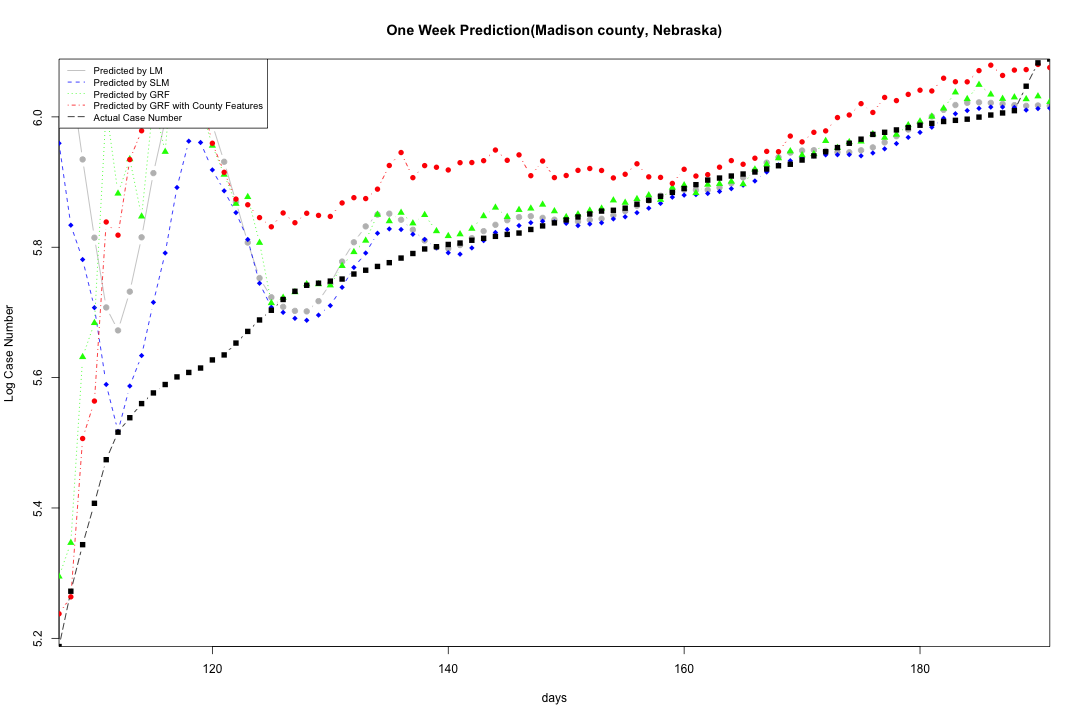 One Week Prediction(Madison county, Nebraska)
Predicted by LM
Predicted by SLM
Predicted by GRF
Predicted by GRF with County Features
Actual Case Number
Log Case Number
6.0
5.8
5.6
5.4
5.2
120 140 160 180
days